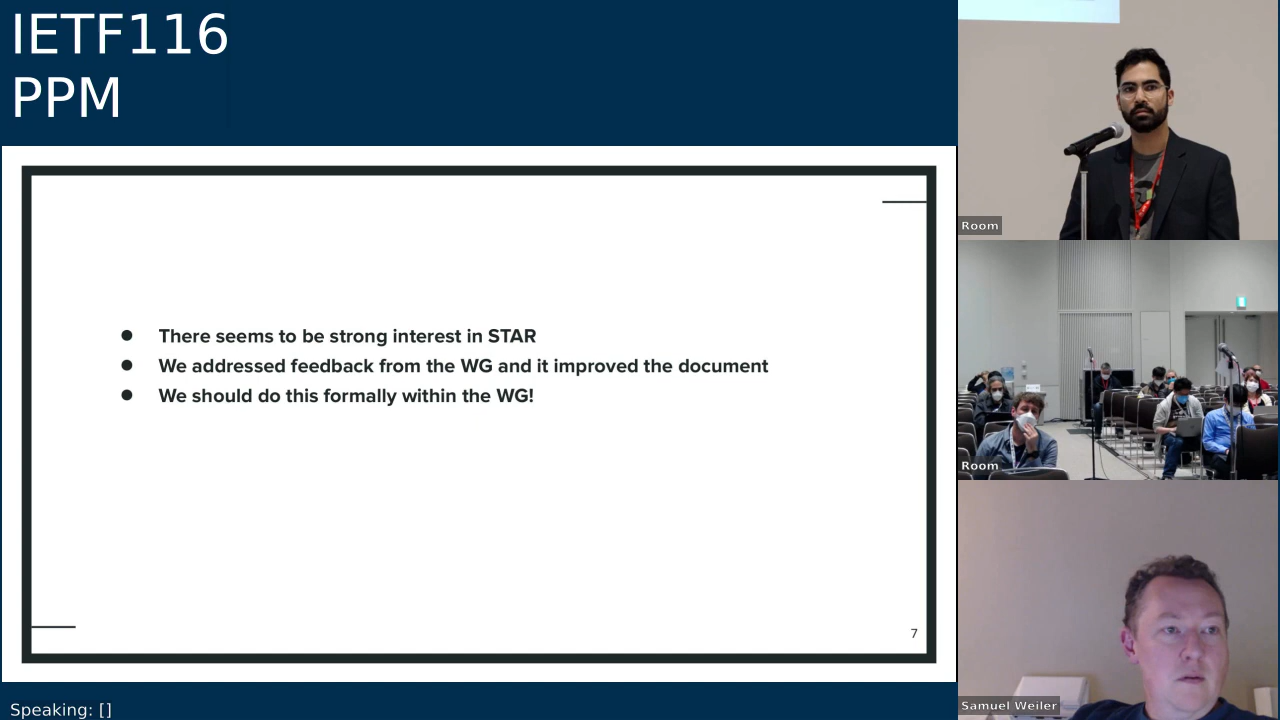 IETF116
PPM
● There seems to be strong interest in STAR
● We addressed feedback from the WG and it improved the document
● We should do this formally within the WG!
7
Speaking: []
Room
Room
Samuel Weiler